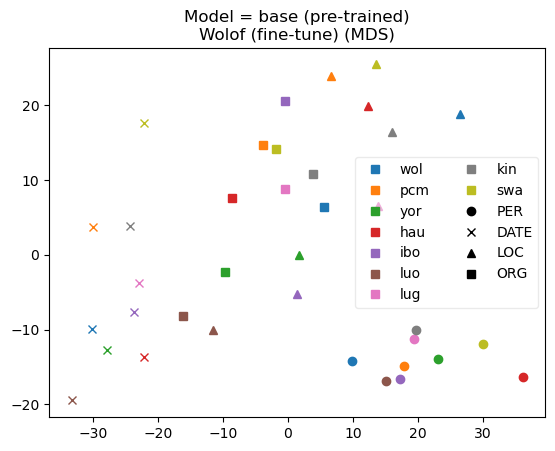 Model = base (pre-trained)
Wolof (fine-tune) (MDS)
20
10
0
−10
−20
−30
−20
−10
0
10
20
30
wol
pcm
yor
hau
ibo
luo
lug
kin
swa
PER
DATE
LOC
ORG